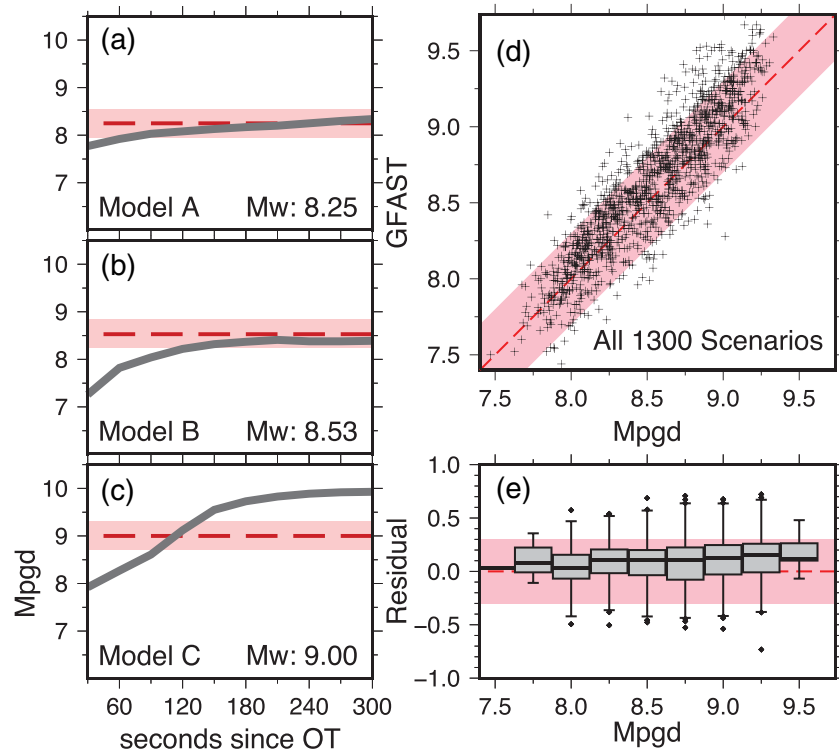 (a)
10
9
8
7
Model A Mw: 8.25
(b)
10
9
8
7
Model B Mw: 8.53
(c)
10
9
8
7
Mpgd
Model C Mw: 9.00
60 120 180 240 300
seconds since OT
(d)
9.5
9.0
8.5
8.0
7.5
GFAST
All 1300 Scenarios
7.5 8.0 8.5 9.0 9.5
Mpgd
(e)
1.0
0.5
0.0
−0.5
−1.0
Residual
7.5 8.0 8.5 9.0 9.5
Mpgd